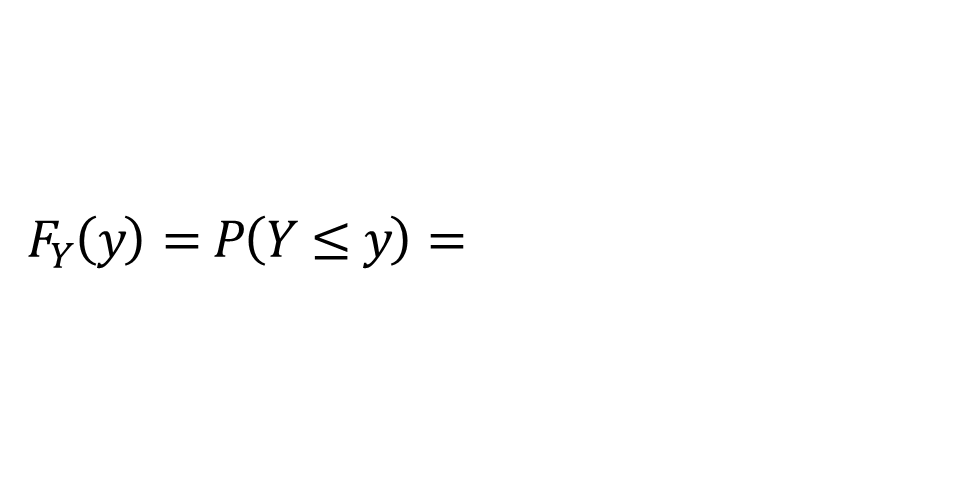 F_Y(y) = P(Y ≤ y) =